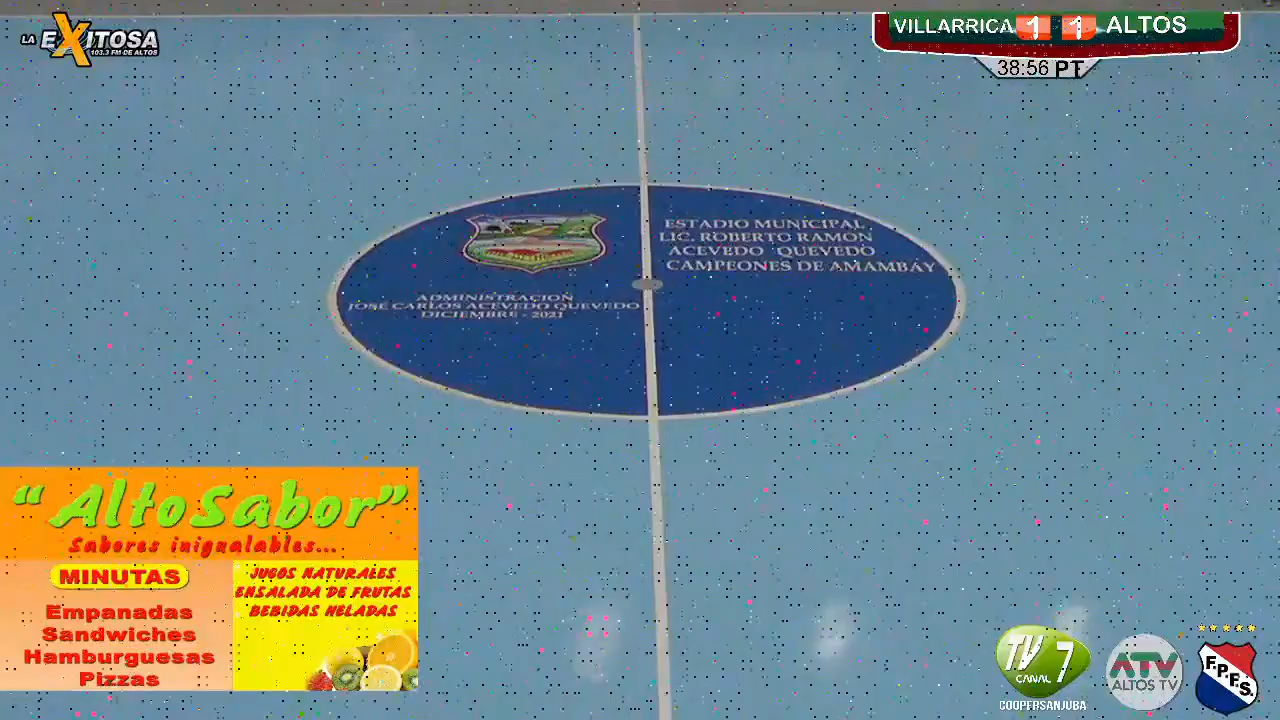 LA EXITOSA
103.3 FM-DE ALTOS
VILLARRICA 1 1 ALTOS
38:56 PT
ESTADIO MUNICIPAL
LIC. ROBERTO RAMON
ACEVEDO QUEVEDO
CAMPEONES DE AMAMBAY
ADMINISTRACION
JOSE CARLOS ACEVEDO QUEVEDO
DICIEMBRE - 2021
“AltoSabor”
Sabores inigualables...
MINUTAS
Empanadas
Sandwiches
Hamburguesas
Pizzas
JUGOS NATURALES
ENSALADA DE FRUTAS
BEBIDAS HELADAS
TV 7
CANAL
COOPERSANJUBA
ATV
ALTOS TV
F.P.F.S.